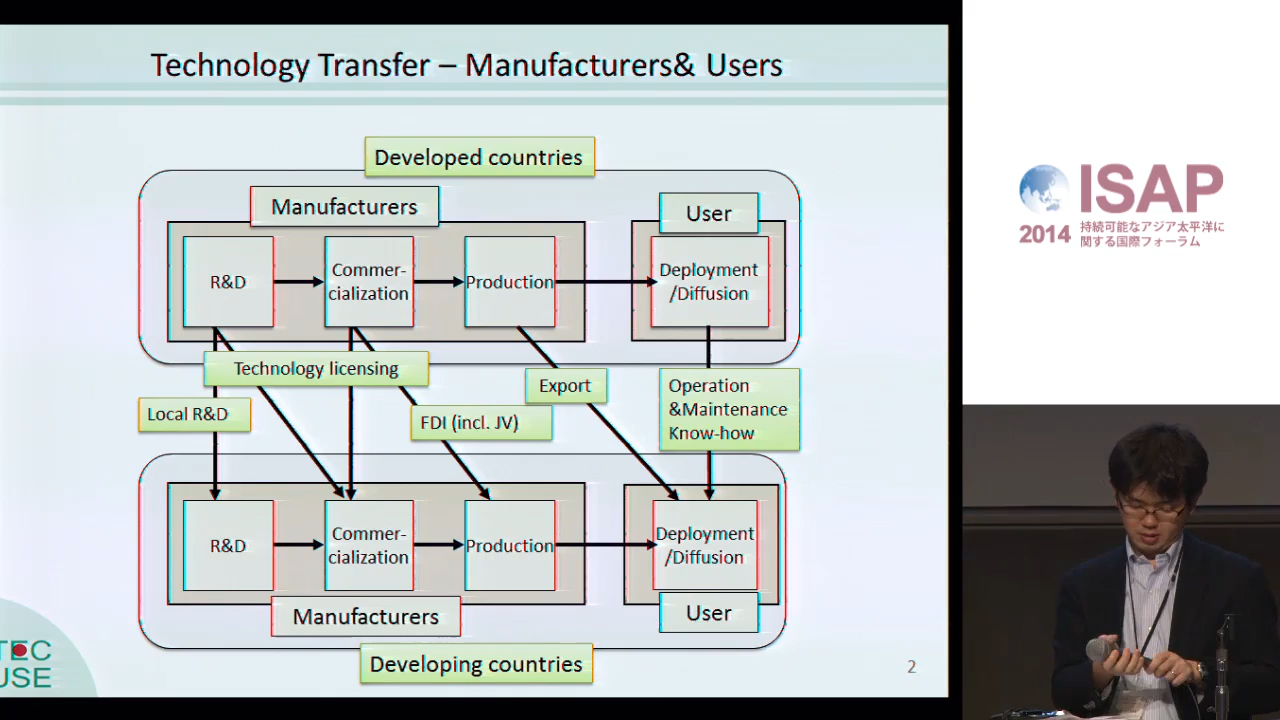 Technology Transfer – Manufacturers& Users
Developed countries
Manufacturers
User
R&D
Commer-
cialization
Production
Deployment
/Diffusion
Technology licensing
Local R&D
FDI (incl. JV)
Export
Operation
&Maintenance
Know-how
R&D
Commer-
cialization
Production
Deployment
/Diffusion
Manufacturers
User
Developing countries
2
TEC
USE
ISAP
2014
持続可能なアジア太平洋に
関する国際フォーラム